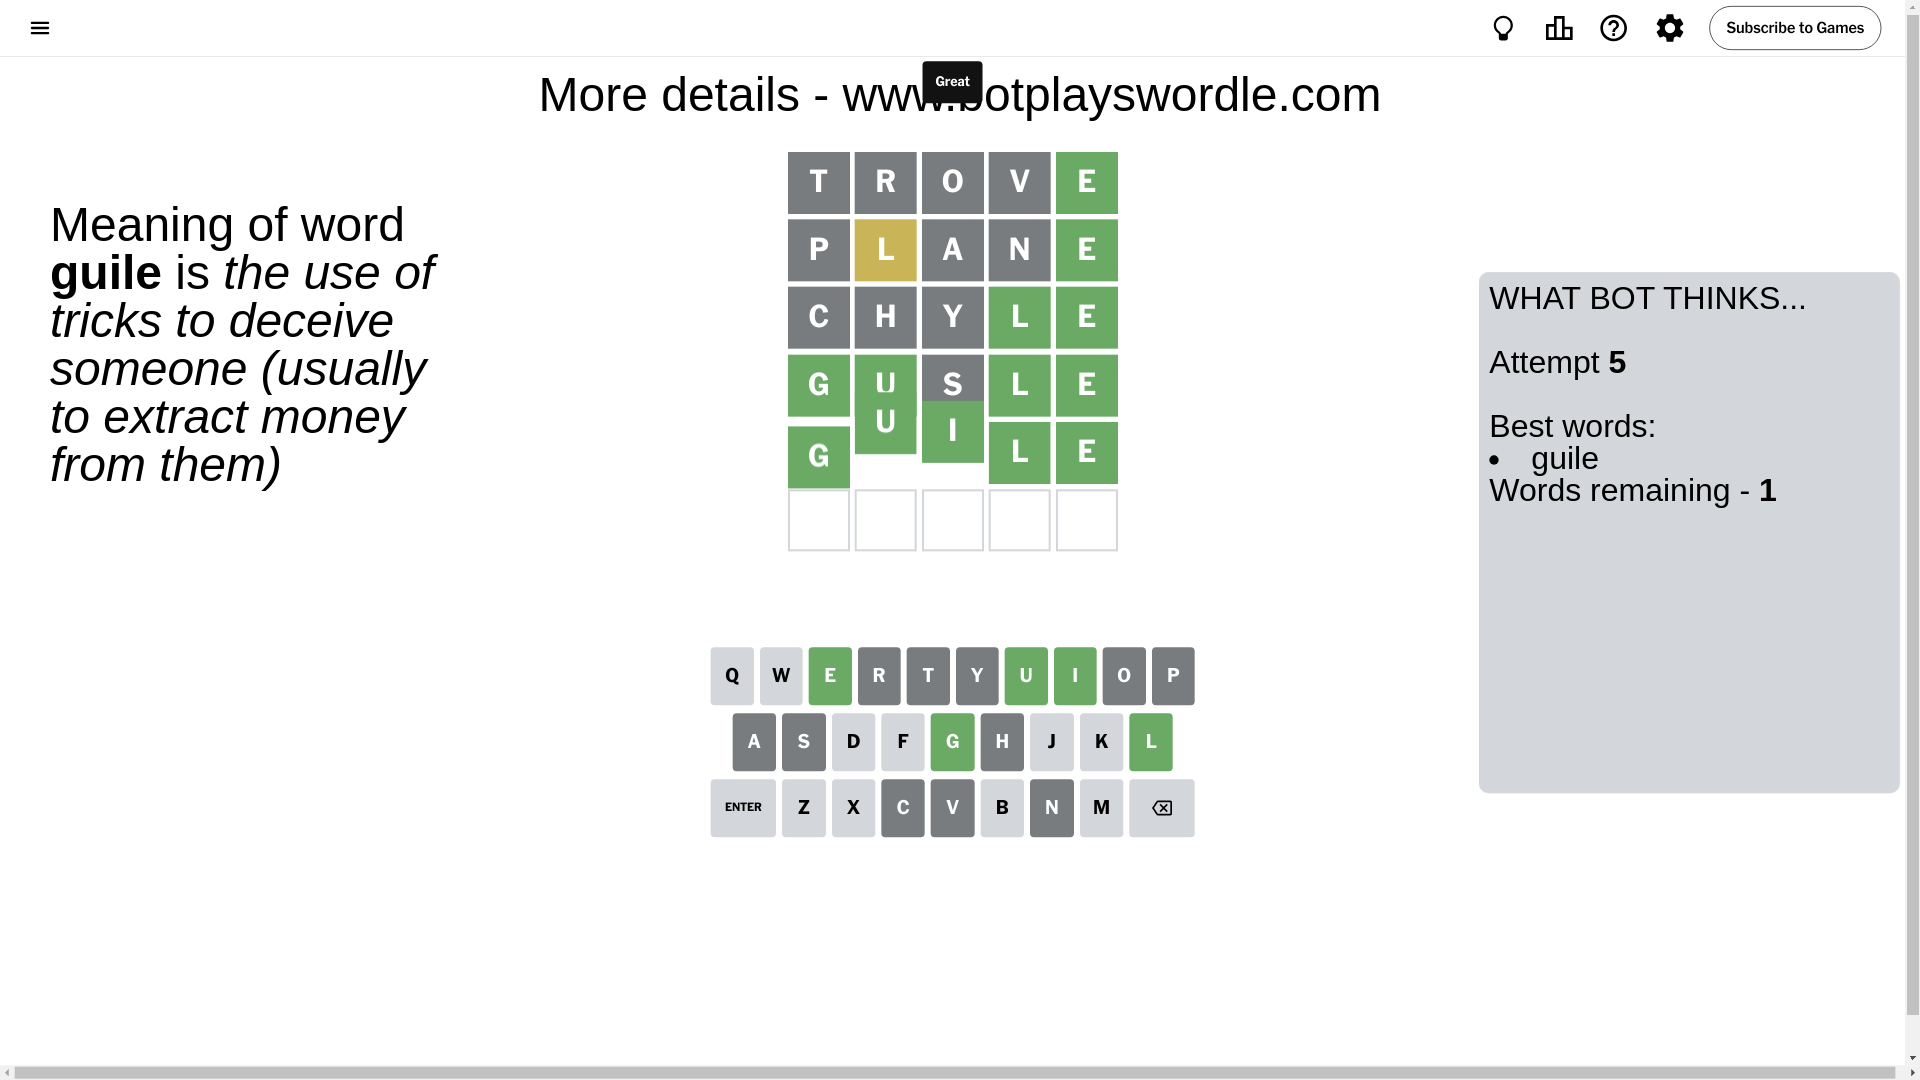 Subscribe to Games
Great
More details - www.botplayswordle.com
Meaning of word
guile is the use of
tricks to deceive
someone (usually
to extract money
from them)
T R O V E
P L A N E
C H Y L E
G U S L E
G U I L E
Q W E R T Y U I O P
A S D F G H J K L
ENTER Z X C V B N M
WHAT BOT THINKS...
Attempt 5
Best words:
• guile
Words remaining - 1